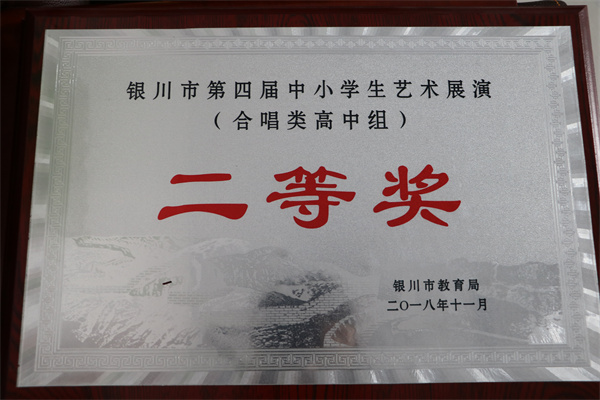 银川市第四届中小学生艺术展演
（合唱类高中组）
二等奖
银川市教育局
二〇一八年十一月